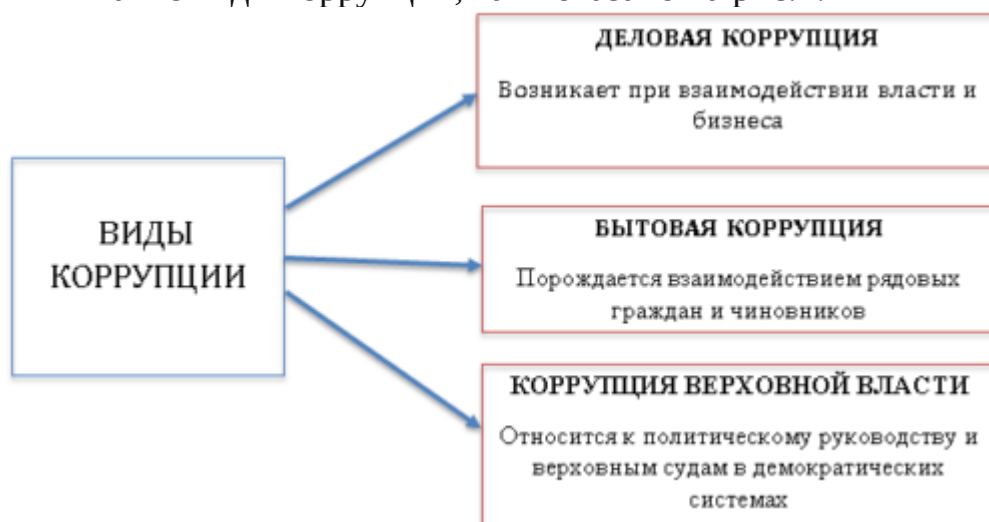 ДЕЛОВАЯ КОРРУПЦИЯ
Возникает при взаимодействии власти и
бизнеса
ВИДЫ
КОРРУПЦИИ
БЫТОВАЯ КОРРУПЦИЯ
Порождается взаимодействием рядовых
граждан и чиновников
КОРРУПЦИЯ ВЕРХОВНОЙ ВЛАСТИ
Относится к политическому руководству и
верховным судам в демократических
системах